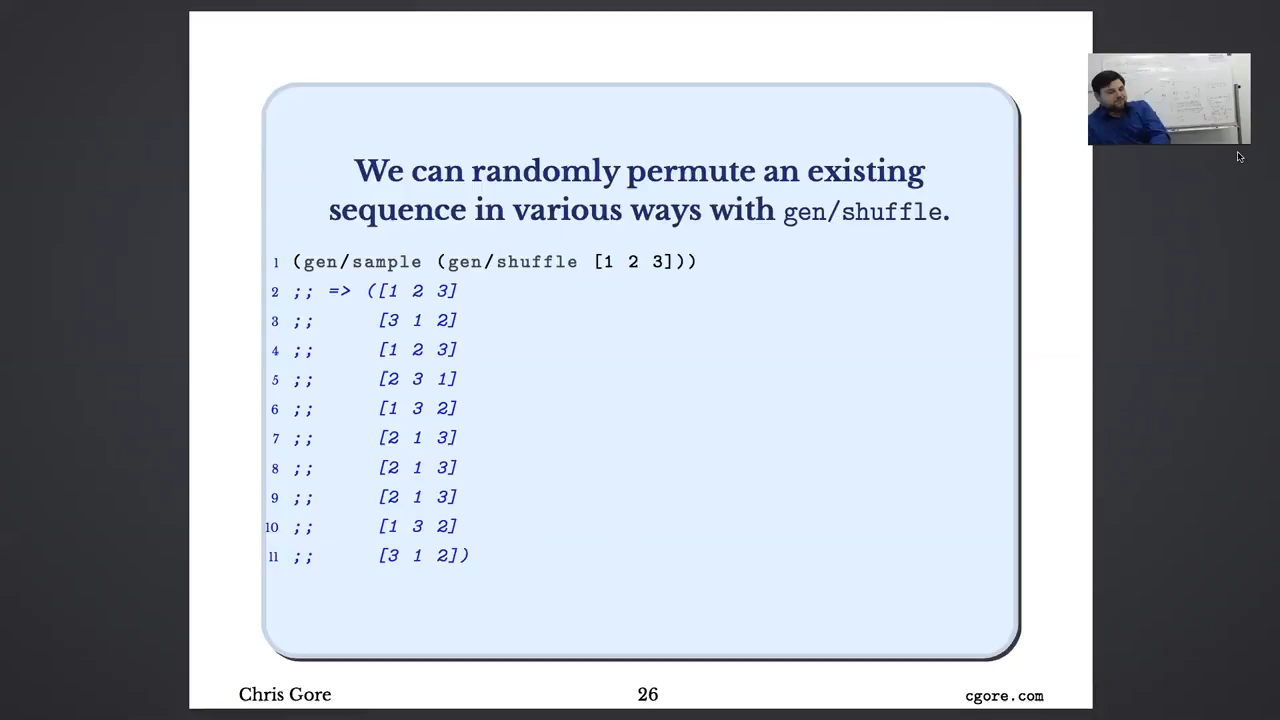 We can randomly permute an existing
sequence in various ways with gen/shuffle.
1 (gen/sample (gen/shuffle [1 2 3]))
2 ;; => ([1 2 3]
3 ;; [3 1 2]
4 ;; [1 2 3]
5 ;; [2 3 1]
6 ;; [1 3 2]
7 ;; [2 1 3]
8 ;; [2 1 3]
9 ;; [2 1 3]
10 ;; [1 3 2]
11 ;; [3 1 2])
Chris Gore 26 cgore.com